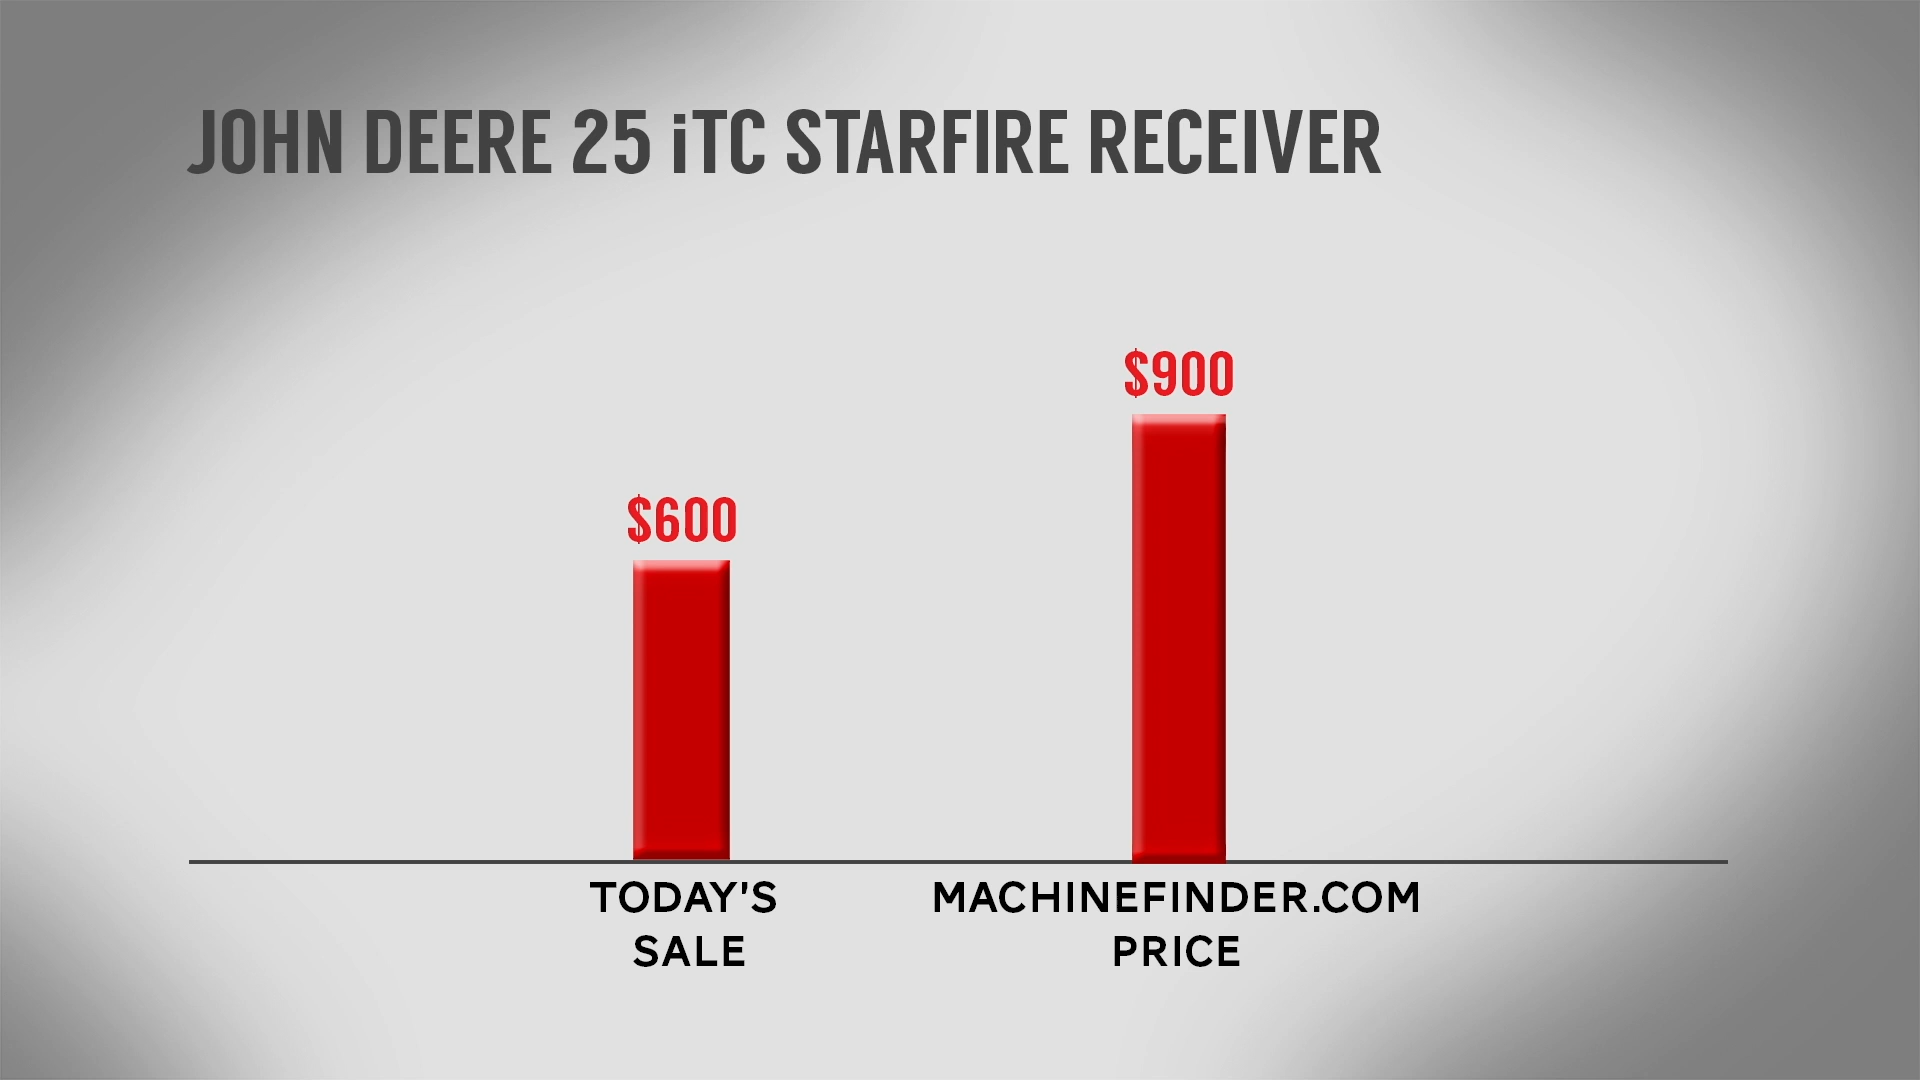 JOHN DEERE 25 iTC STARFIRE RECEIVER
$600
$900
TODAY'S
SALE
MACHINEFINDER.COM
PRICE